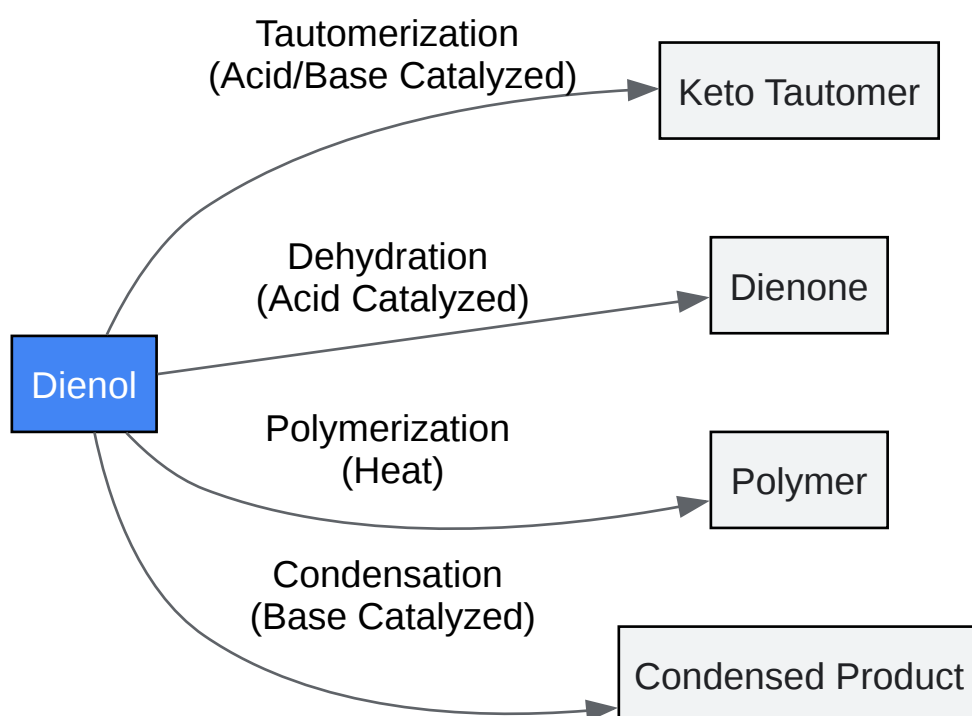 Tautomerization
(Acid/Base Catalyzed)
Keto Tautomer
Dehydration
(Acid Catalyzed)
Dienone
Dienol
Polymerization
(Heat)
Polymer
Condensation
(Base Catalyzed)
Condensed Product